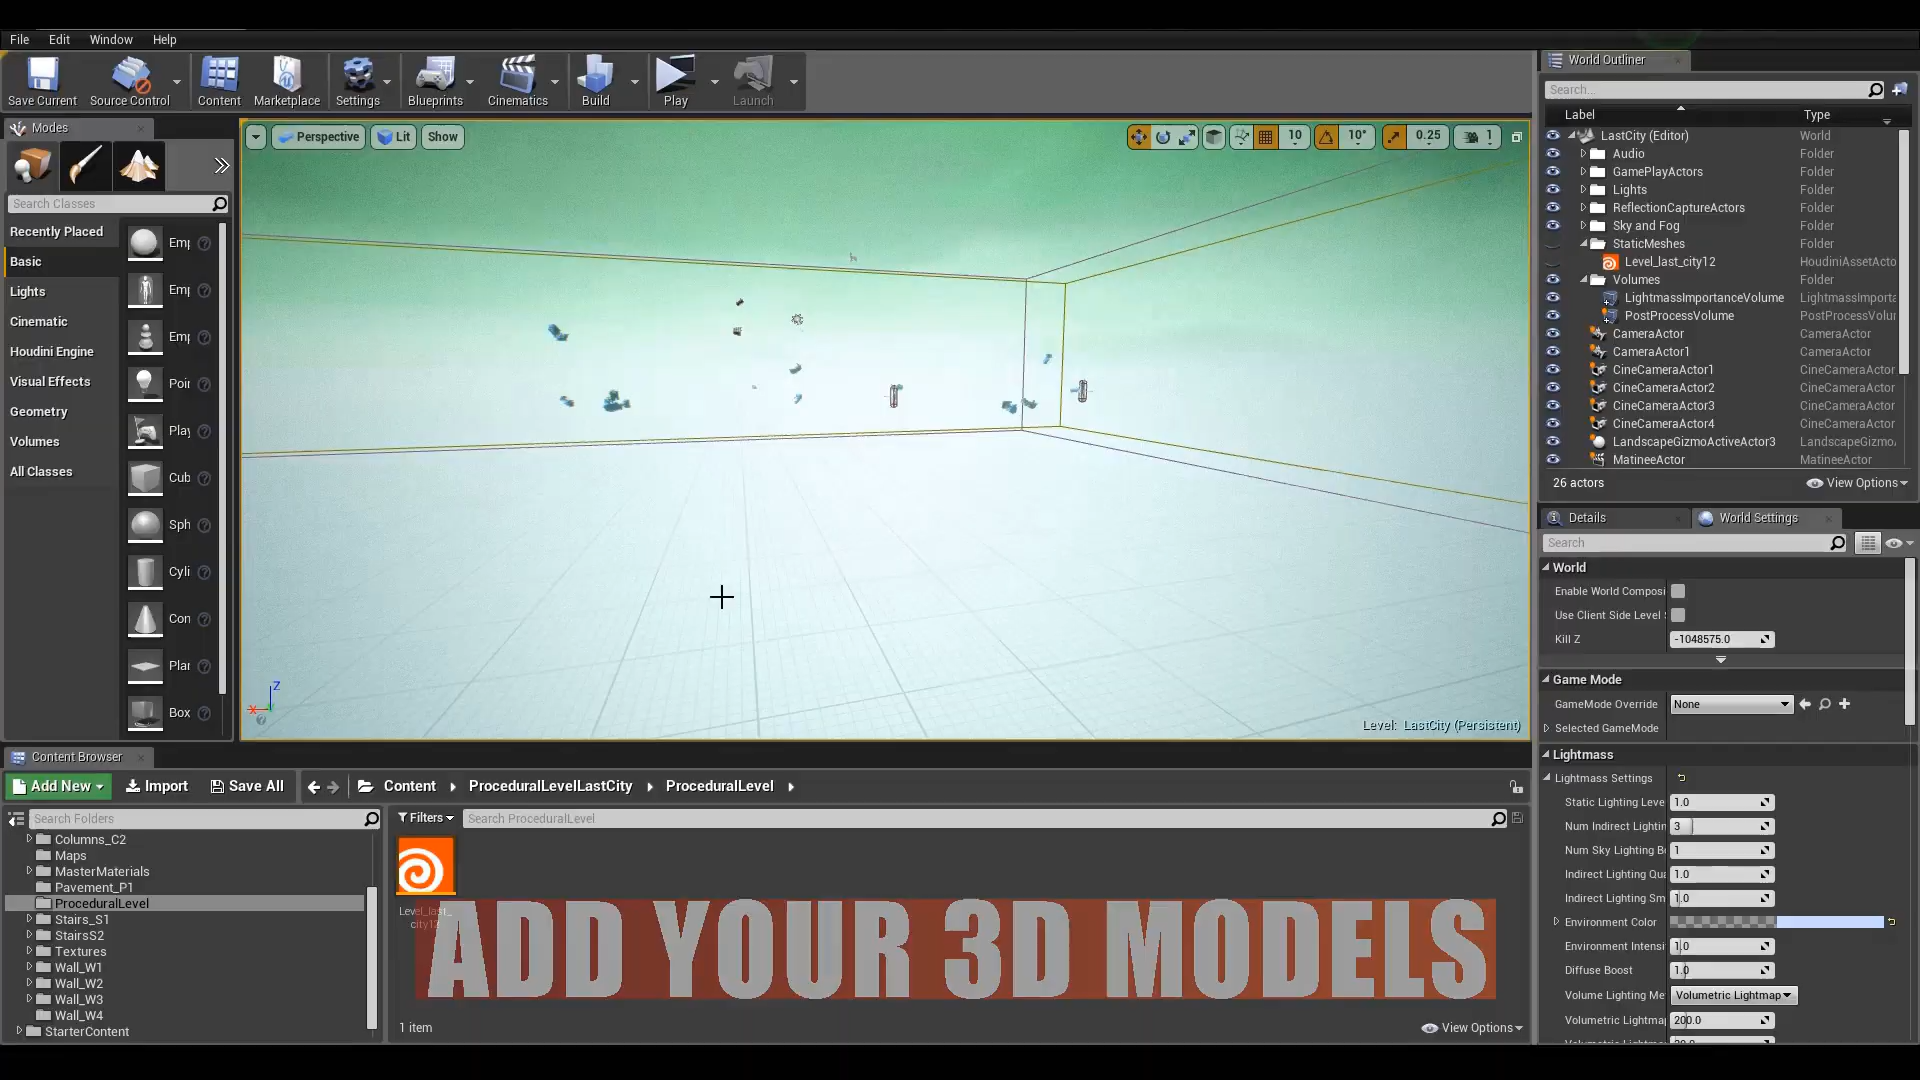 File Edit Window Help
Save Current Source Control Content Marketplace Settings Blueprints Cinematics Build Play Launch
Modes
Search Classes
Recently Placed
Basic
Lights
Cinematic
Houdini Engine
Visual Effects
Geometry
Volumes
All Classes
Emp
Emp
Emp
Poin
Play
Cub
Sph
Cyli
Con
Plan
Box
Perspective Lit Show
10 10° 0.25 1
Z
X
Level: LastCity (Persistent)
World Outliner
Search...
Label Type
LastCity (Editor) World
Audio Folder
GamePlayActors Folder
Lights Folder
ReflectionCaptureActors Folder
Sky and Fog Folder
StaticMeshes Folder
Level_last_city12 HoudiniAssetActo
Volumes Folder
LightmassImportanceVolume LightmassImporta
PostProcessVolume PostProcessVolur
CameraActor CameraActor
CameraActor1 CameraActor
CineCameraActor1 CineCameraActor
CineCameraActor2 CineCameraActor
CineCameraActor3 CineCameraActor
CineCameraActor4 CineCameraActor
LandscapeGizmoActiveActor3 LandscapeGizmo
MatineeActor MatineeActor
26 actors View Options
Details World Settings
Search
World
Enable World Composi
Use Client Side Level
Kill Z -1048575.0
Game Mode
GameMode Override None
Selected GameMode
Lightmass
Lightmass Settings
Static Lighting Leve 1.0
Num Indirect Lightin 3
Num Sky Lighting B 1
Indirect Lighting Qua 1.0
Indirect Lighting Sm 1.0
Environment Color
Environment Intensi 1.0
Diffuse Boost 1.0
Volume Lighting Me Volumetric Lightmap
Volumetric Lightma 200.0
Content Browser
Add New Import Save All Content ProceduralLevelLastCity ProceduralLevel
Search Folders
Filters Search ProceduralLevel
Columns_C2
Maps
MasterMaterials
Pavement_P1
ProceduralLevel
Stairs_S1
StairsS2
Textures
Wall_W1
Wall_W2
Wall_W3
Wall_W4
StarterContent
Level_last_
ADD YOUR 3D MODELS
1 item View Options